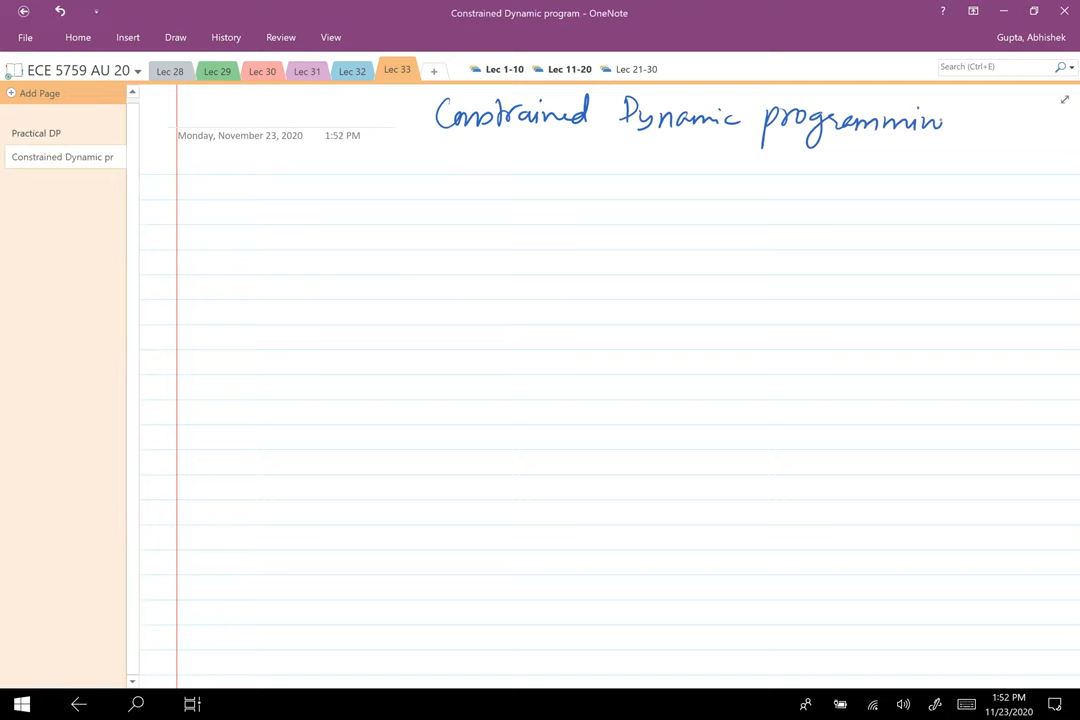 Constrained Dynamic program - OneNote
?
File Home Insert Draw History Review View
Gupta, Abhishek
ECE 5759 AU 20
Lec 28 Lec 29 Lec 30 Lec 31 Lec 32 Lec 33 +
Lec 1-10 Lec 11-20 Lec 21-30
Search (Ctrl+E)
Add Page
Practical DP
Constrained Dynamic pr
Constrained Dynamic programmin
Monday, November 23, 2020 1:52 PM
1:52 PM
11/23/2020